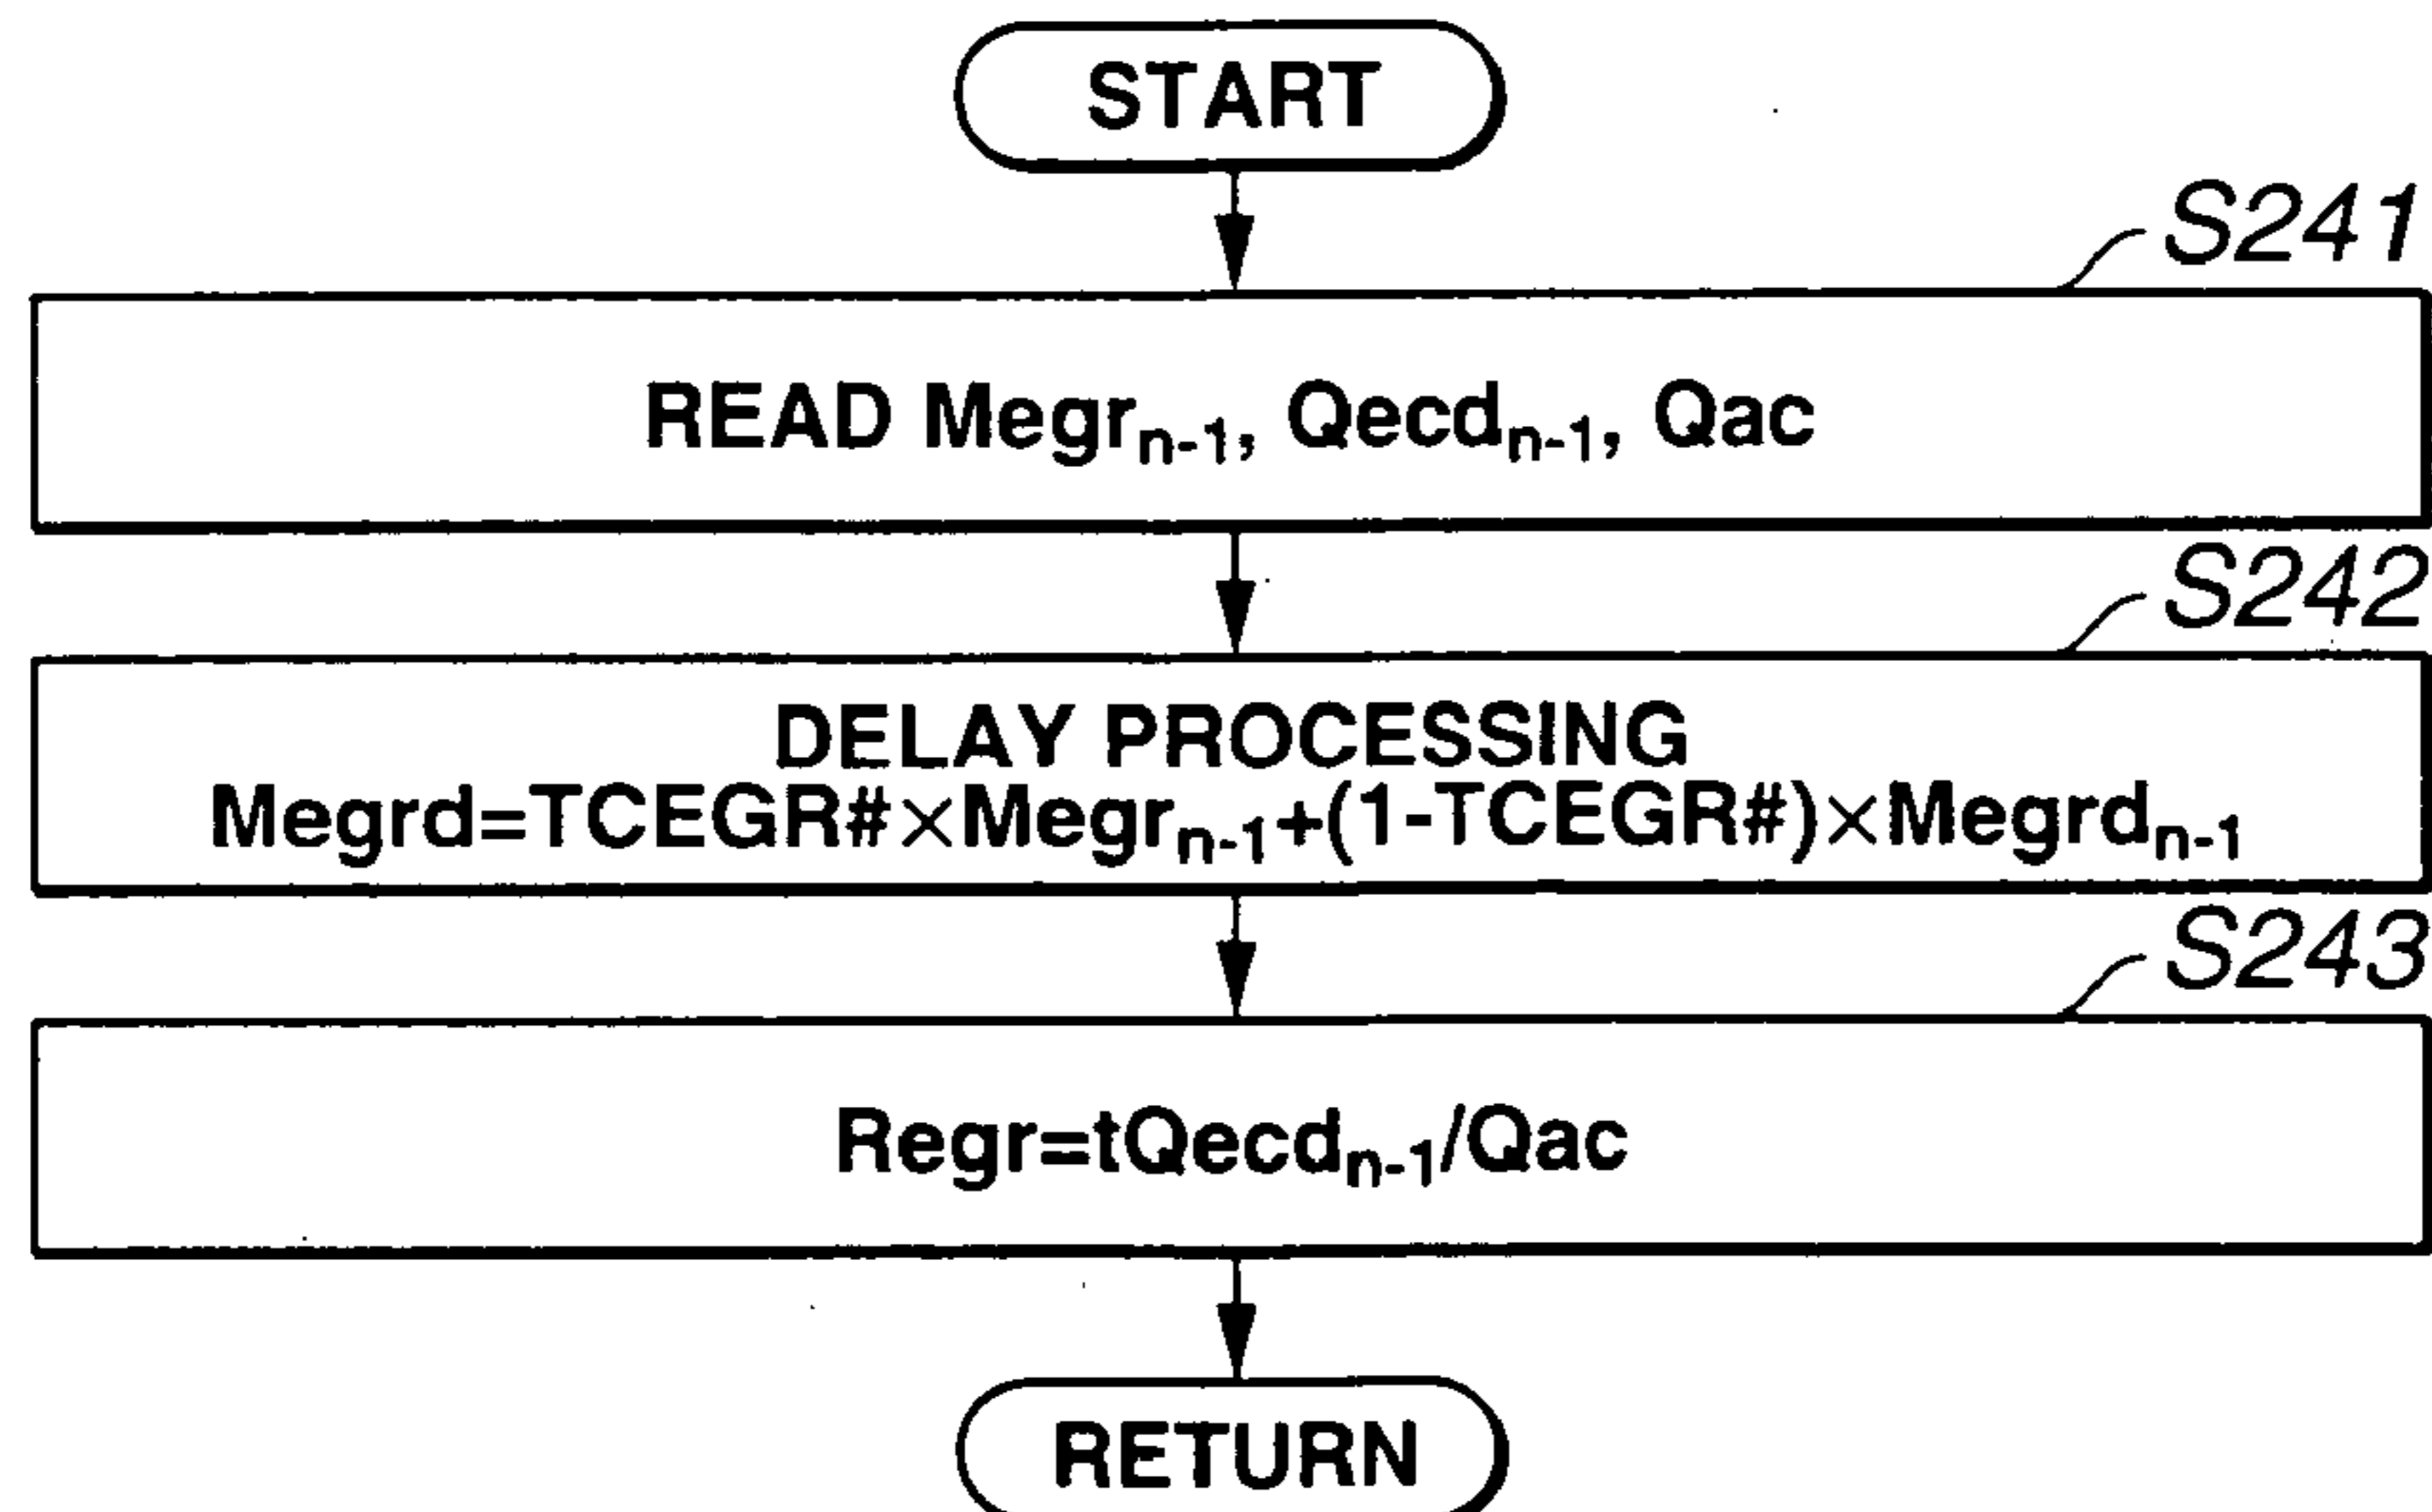 START
S241
READ Megrₙ₋₁, Qecdₙ₋₁, Qac
S242
DELAY PROCESSING
Megrd=TCEGR#×Megrₙ₋₁+(1-TCEGR#)×Megrdₙ₋₁
S243
Regr=tQecdₙ₋₁/Qac
RETURN